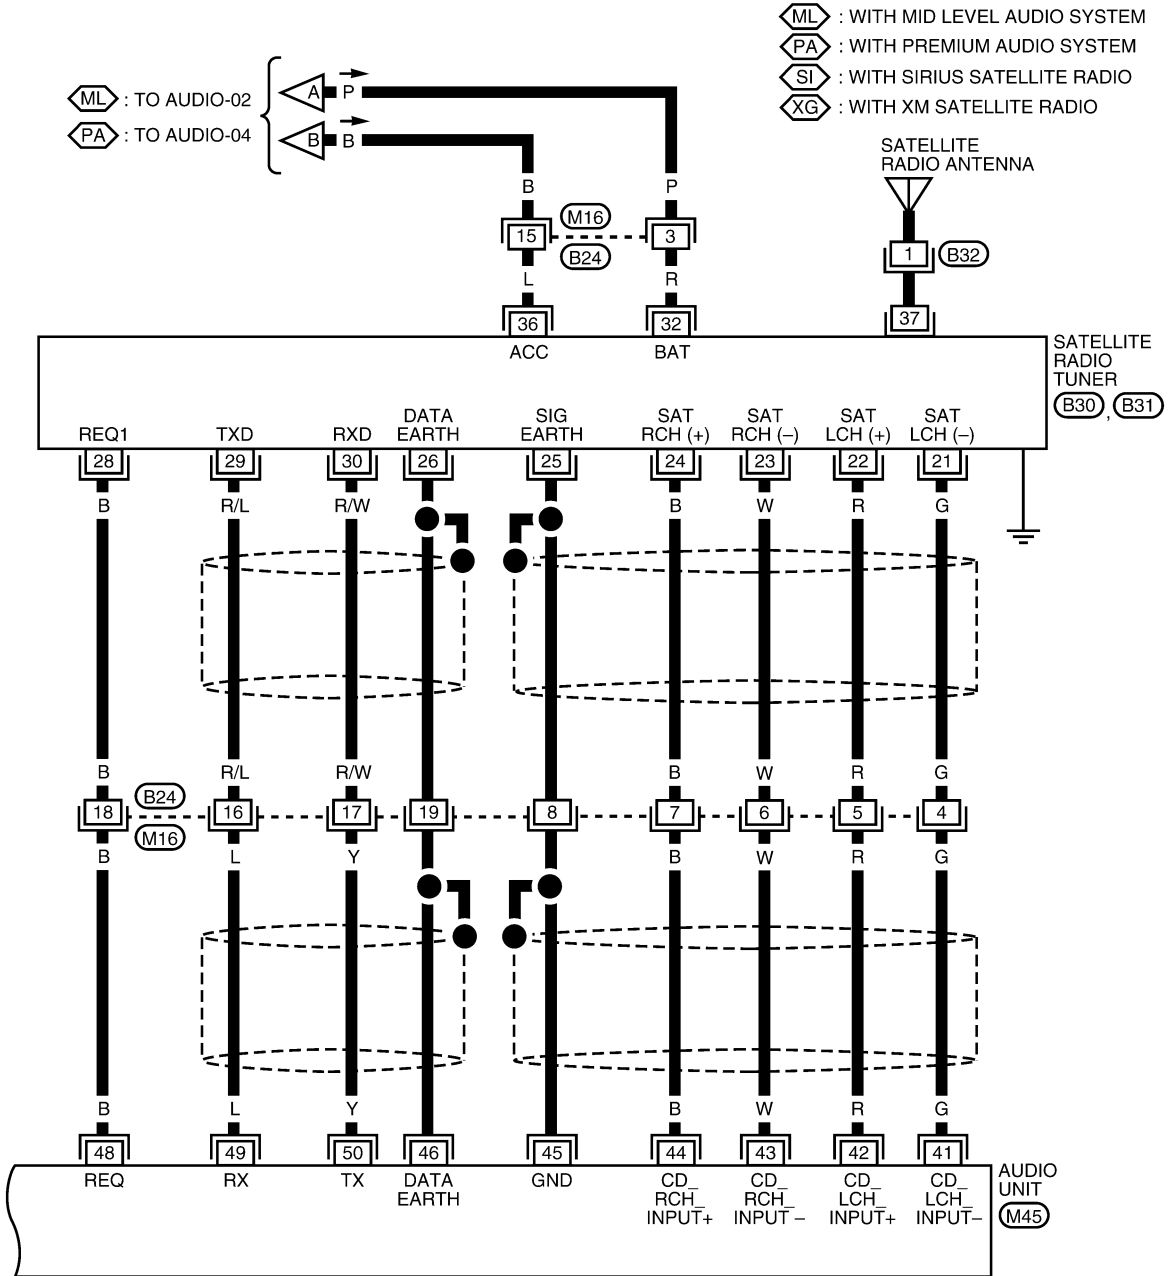 ML : WITH MID LEVEL AUDIO SYSTEM
PA : WITH PREMIUM AUDIO SYSTEM
SI : WITH SIRIUS SATELLITE RADIO
XG : WITH XM SATELLITE RADIO
ML : TO AUDIO-02
PA : TO AUDIO-04
A P
B B
SATELLITE
RADIO ANTENNA
B P
15 M16 3
B24
1 B32
L R
36 32 37
ACC BAT
SATELLITE
RADIO
TUNER
B30 , B31
REQ1
TXD
RXD
DATA
EARTH
SIG
EARTH
SAT
RCH (+)
SAT
RCH (–)
SAT
LCH (+)
SAT
LCH (–)
28 29 30 26 25 24 23 22 21
B R/L R/W B W R G
B R/L R/W B W R G
B24
18 16 17 19 8 7 6 5 4
M16
B L Y B W R G
B L Y B W R G
48 49 50 46 45 44 43 42 41
REQ
RX
TX
DATA
EARTH
GND
CD_
RCH_
INPUT+
CD_
RCH_
INPUT–
CD_
LCH_
INPUT+
CD_
LCH_
INPUT–
AUDIO
UNIT
M45